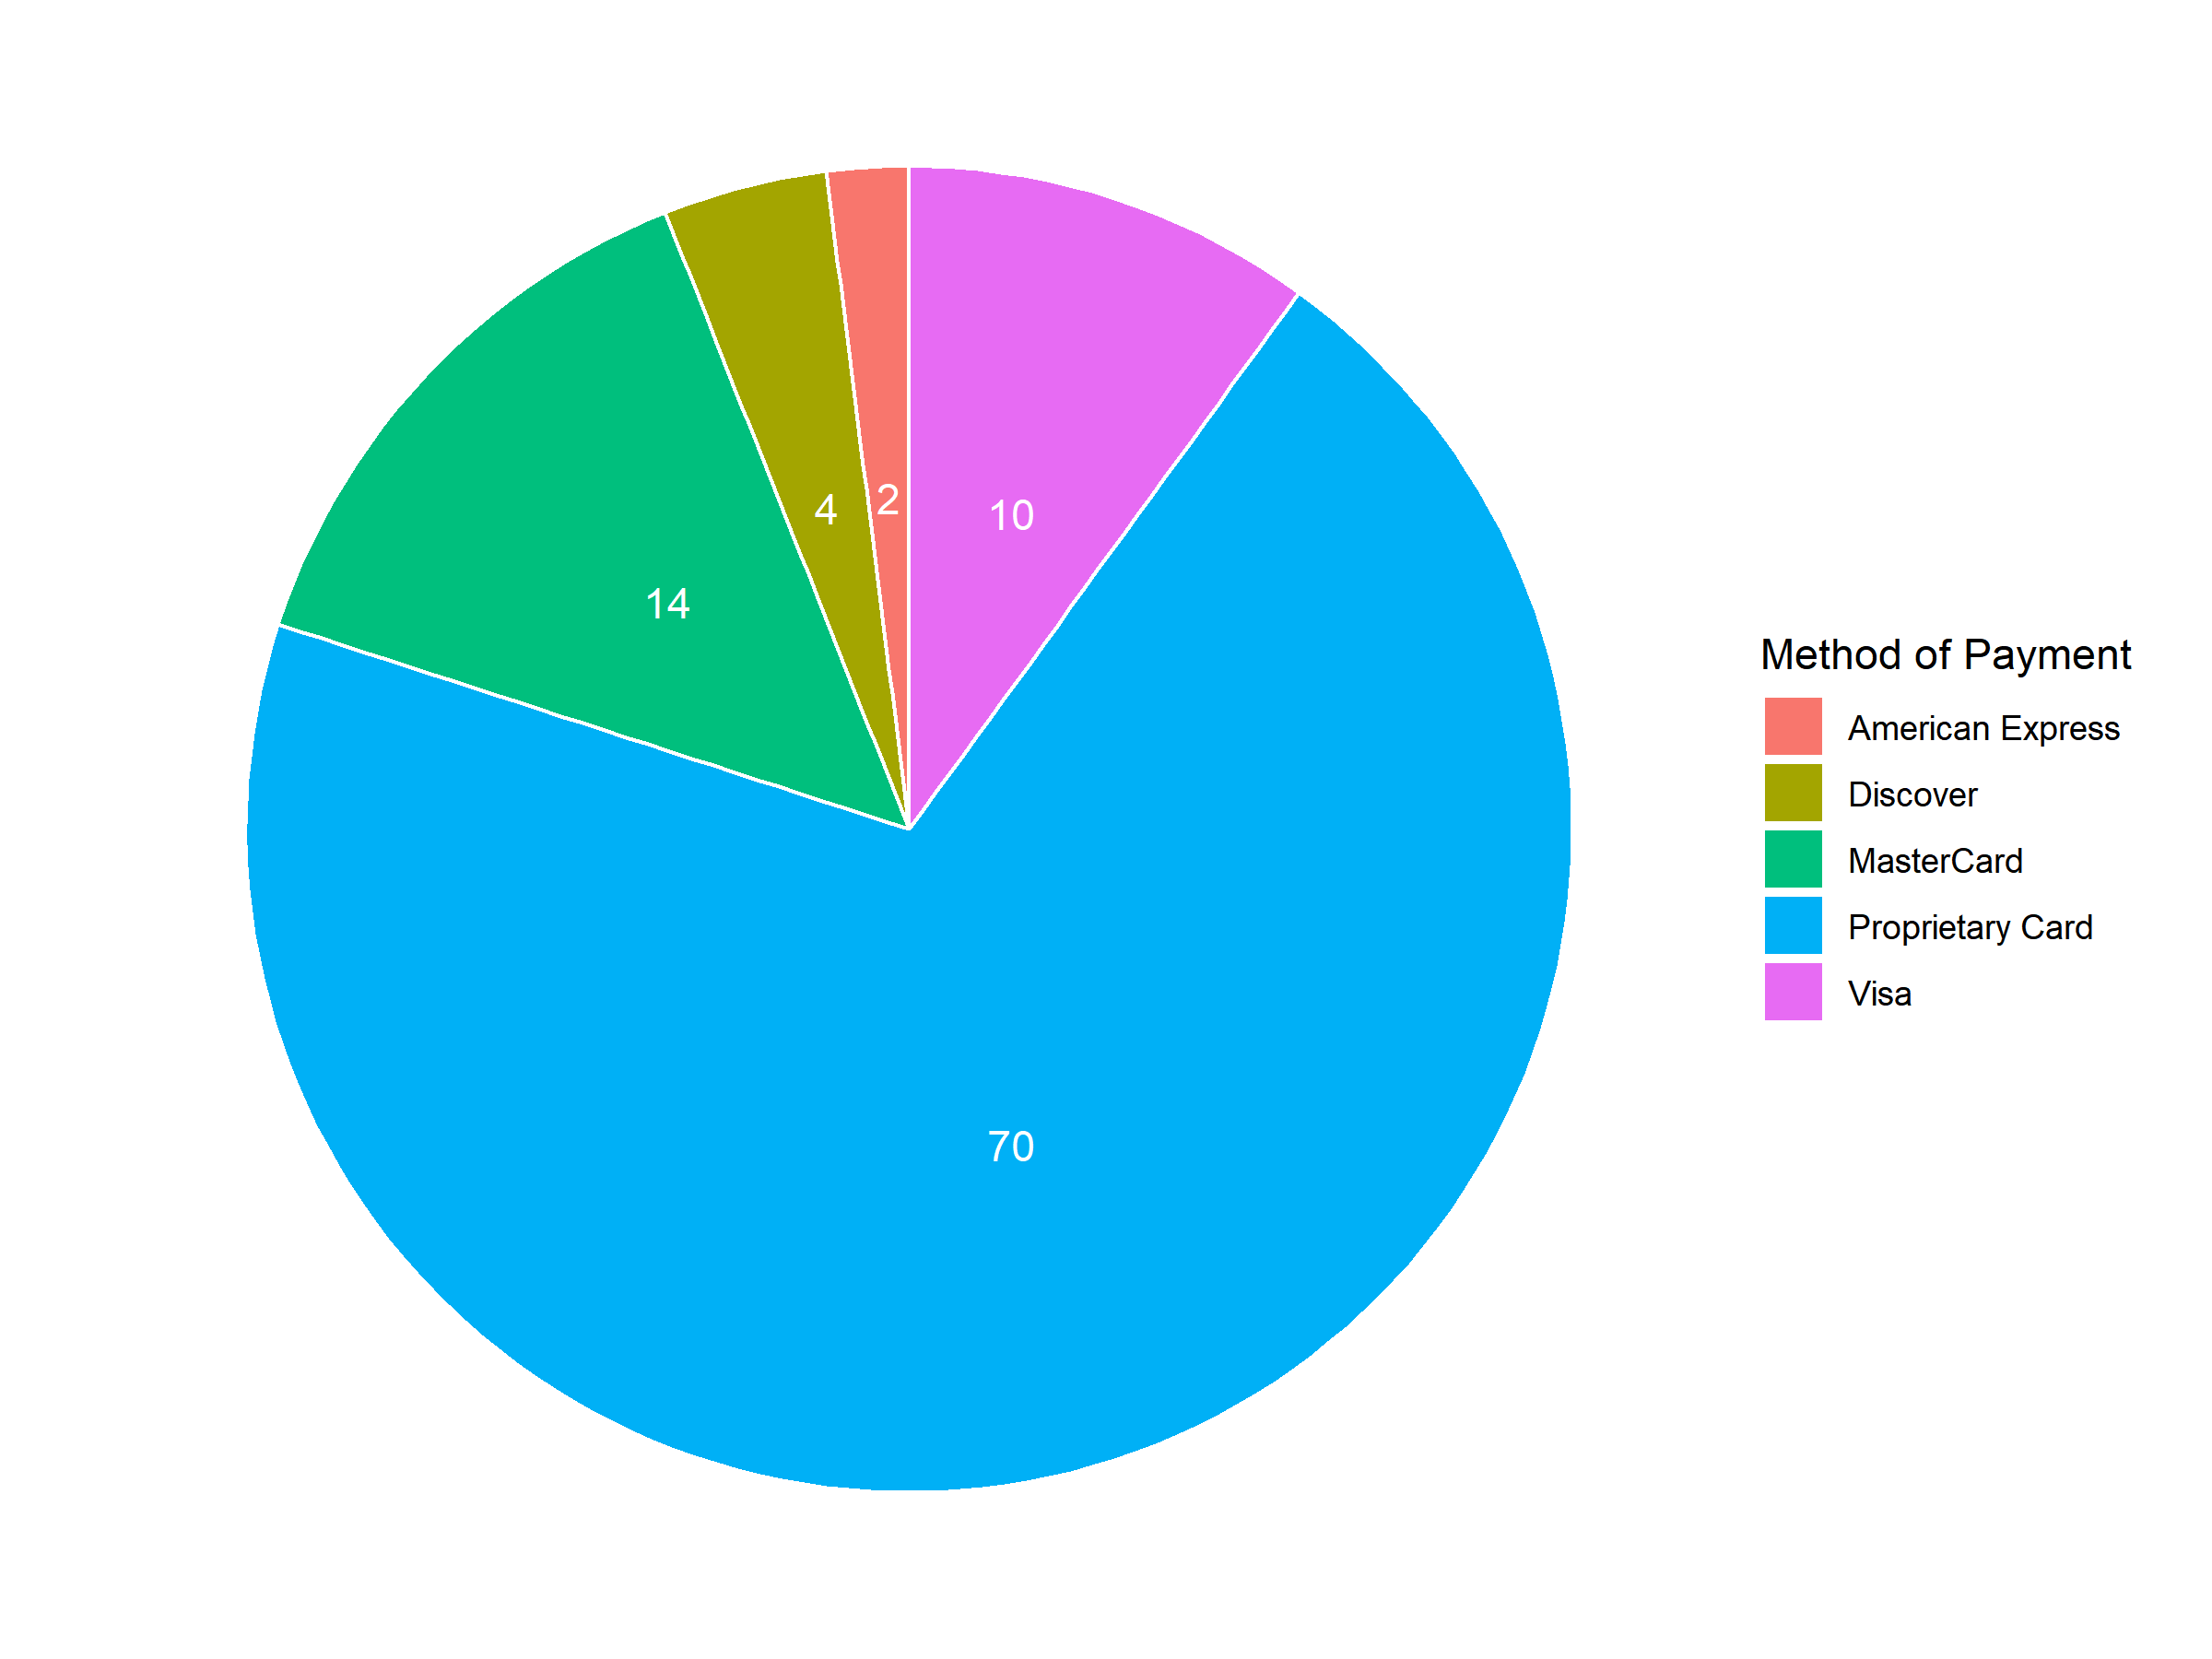 2
4
10
14
70
Method of Payment
American Express
Discover
MasterCard
Proprietary Card
Visa